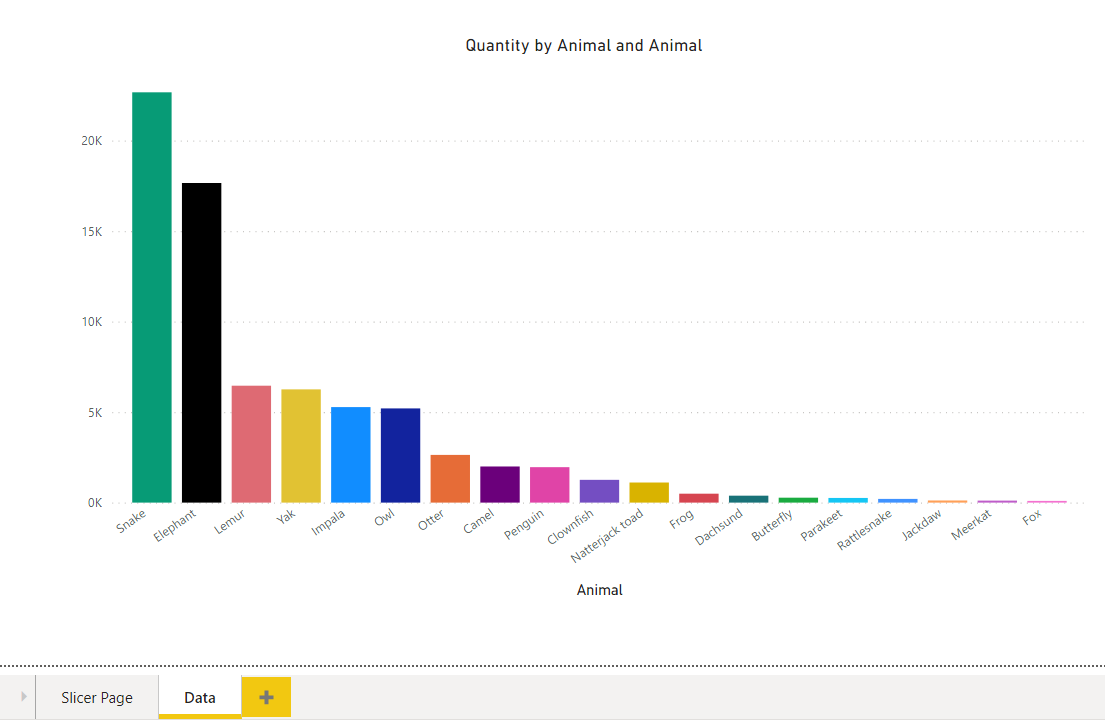 Quantity by Animal and Animal
20K
15K
10K
5K
0K
Snake
Elephant
Lemur
Yak
Impala
Owl
Otter
Camel
Penguin
Clownfish
Natterjack toad
Frog
Dachsund
Butterfly
Parakeet
Rattlesnake
Jackdaw
Meerkat
Fox
Animal
Slicer Page
Data